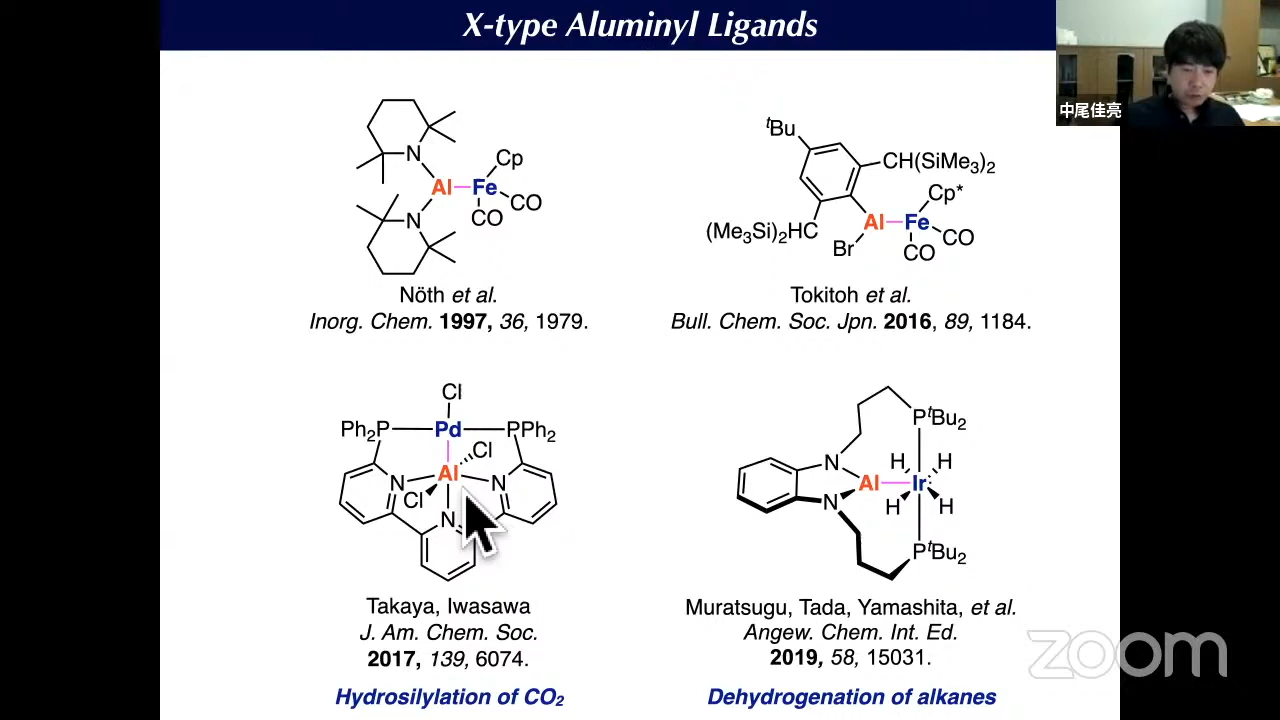 X-type Aluminyl Ligands
中尾佳亮
N
Al
Fe
Cp
CO
CO
N
Nöth et al.
Inorg. Chem. 1997, 36, 1979.
tBu
CH(SiMe3)2
Cp*
(Me3Si)2HC
Al
Fe
Br
CO
CO
Tokitoh et al.
Bull. Chem. Soc. Jpn. 2016, 89, 1184.
Cl
Ph2P
Pd
PPh2
Cl
Al
N
N
Cl
N
Takaya, Iwasawa
J. Am. Chem. Soc.
2017, 139, 6074.
Hydrosilylation of CO2
PtBu2
N
H
H
Al
Ir
N
H
H
PtBu2
Muratsugu, Tada, Yamashita, et al.
Angew. Chem. Int. Ed.
2019, 58, 15031.
Dehydrogenation of alkanes
zoom